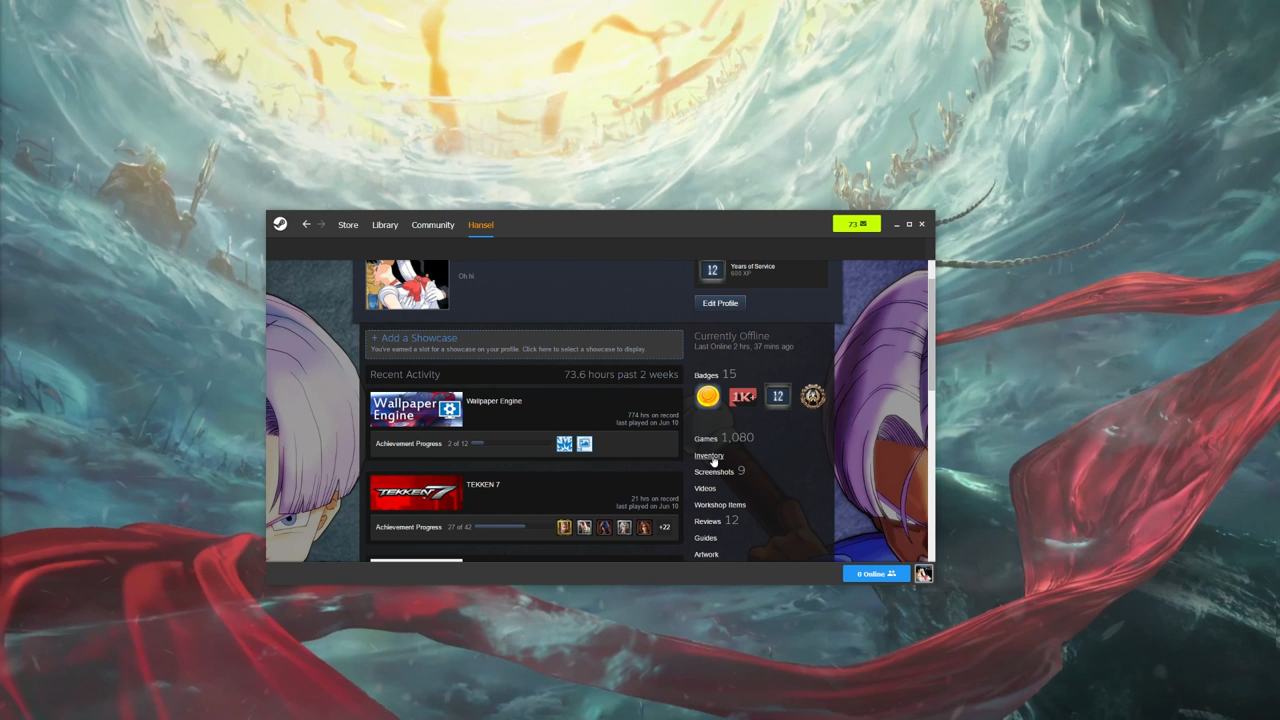 Store Library Community Hansel 73
Oh hi
12 Years of Service
600 XP
Edit Profile
+ Add a Showcase
You've earned a slot for a showcase on your profile. Click here to select a showcase to display.
Currently Offline
Last Online 2 hrs, 37 mins ago
Recent Activity 73.6 hours past 2 weeks
Badges 15
1K+ 12
Wallpaper Engine
Wallpaper Engine
774 hrs on record
last played on Jun 10
Achievement Progress 2 of 12
Games 1,080
Inventory
Screenshots 9
TEKKEN 7
TEKKEN 7
21 hrs on record
last played on Jun 10
Achievement Progress 27 of 42 +22
Videos
Workshop Items
Reviews 12
Guides
Artwork
0 Online